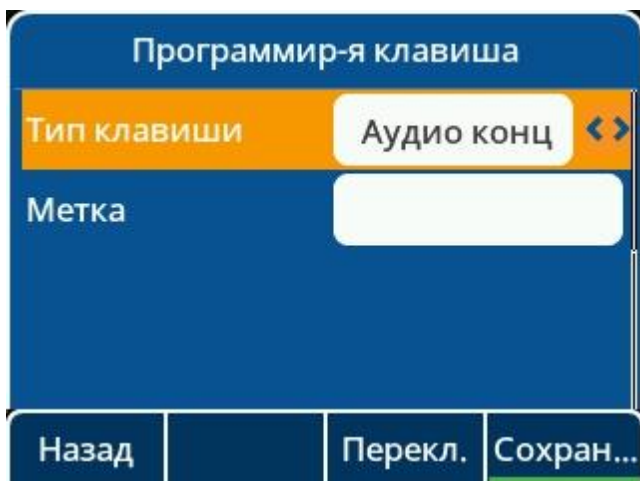 Программир-я клавиша
Тип клавиши Аудио конц
Метка
Назад Перекл. Сохран...